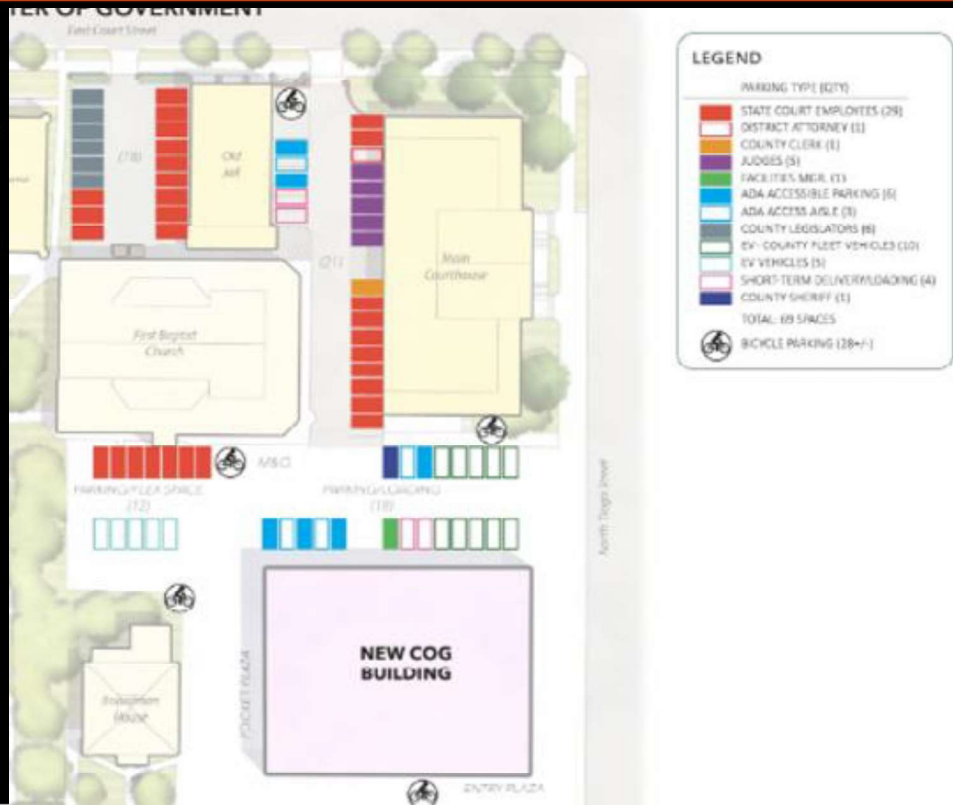 TER OF GOVERNMENT
East Court Street
Old
Jail
(18)
(21)
Main
Courthouse
First Baptist
Church
M&O
PARKING/FLEX SPACE
(12)
PARKING/LOADING
(18)
North Tioga Street
NEW COG
BUILDING
POCKET PLAZA
House
ENTRY PLAZA
LEGEND
PARKING TYPE (QTY)
STATE COURT EMPLOYEES (29)
DISTRICT ATTORNEY (1)
COUNTY CLERK (1)
JUDGES (5)
FACILITIES MGR. (1)
ADA ACCESSIBLE PARKING (6)
ADA ACCESS AISLE (3)
COUNTY LEGISLATORS (6)
EV - COUNTY FLEET VEHICLES (10)
EV VEHICLES (5)
SHORT-TERM DELIVERY/LOADING (4)
COUNTY SHERIFF (1)
TOTAL: 69 SPACES
BICYCLE PARKING (28+/-)